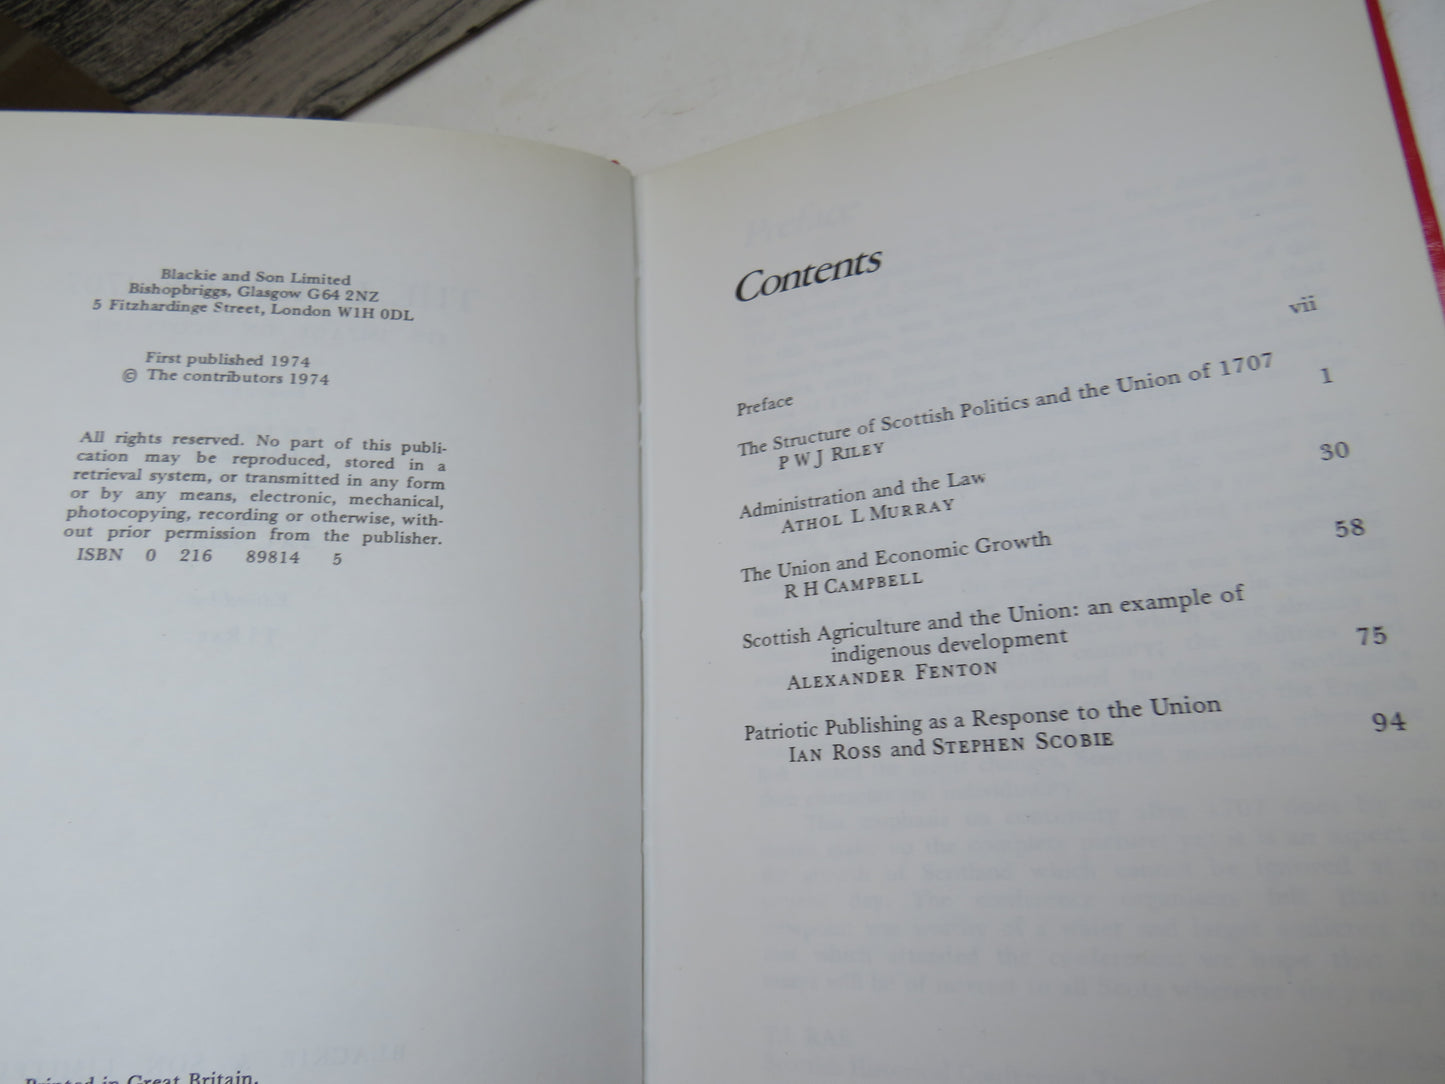 Blackie and Son Limited
Bishopbriggs, Glasgow G64 2NZ
5 Fitzhardinge Street, London W1H 0DL
First published 1974
© The contributors 1974
All rights reserved. No part of this publi-
cation may be reproduced, stored in a
retrieval system, or transmitted in any form
or by any means, electronic, mechanical,
photocopying, recording or otherwise, with-
out prior permission from the publisher.
ISBN 0 216 89814 5
Printed in Great Britain.
Contents
Preface vii
The Structure of Scottish Politics and the Union of 1707 1
P W J RILEY
Administration and the Law 30
ATHOL L MURRAY
The Union and Economic Growth 58
R H CAMPBELL
Scottish Agriculture and the Union: an example of
indigenous development 75
ALEXANDER FENTON
Patriotic Publishing as a Response to the Union 94
IAN ROSS and STEPHEN SCOBIE